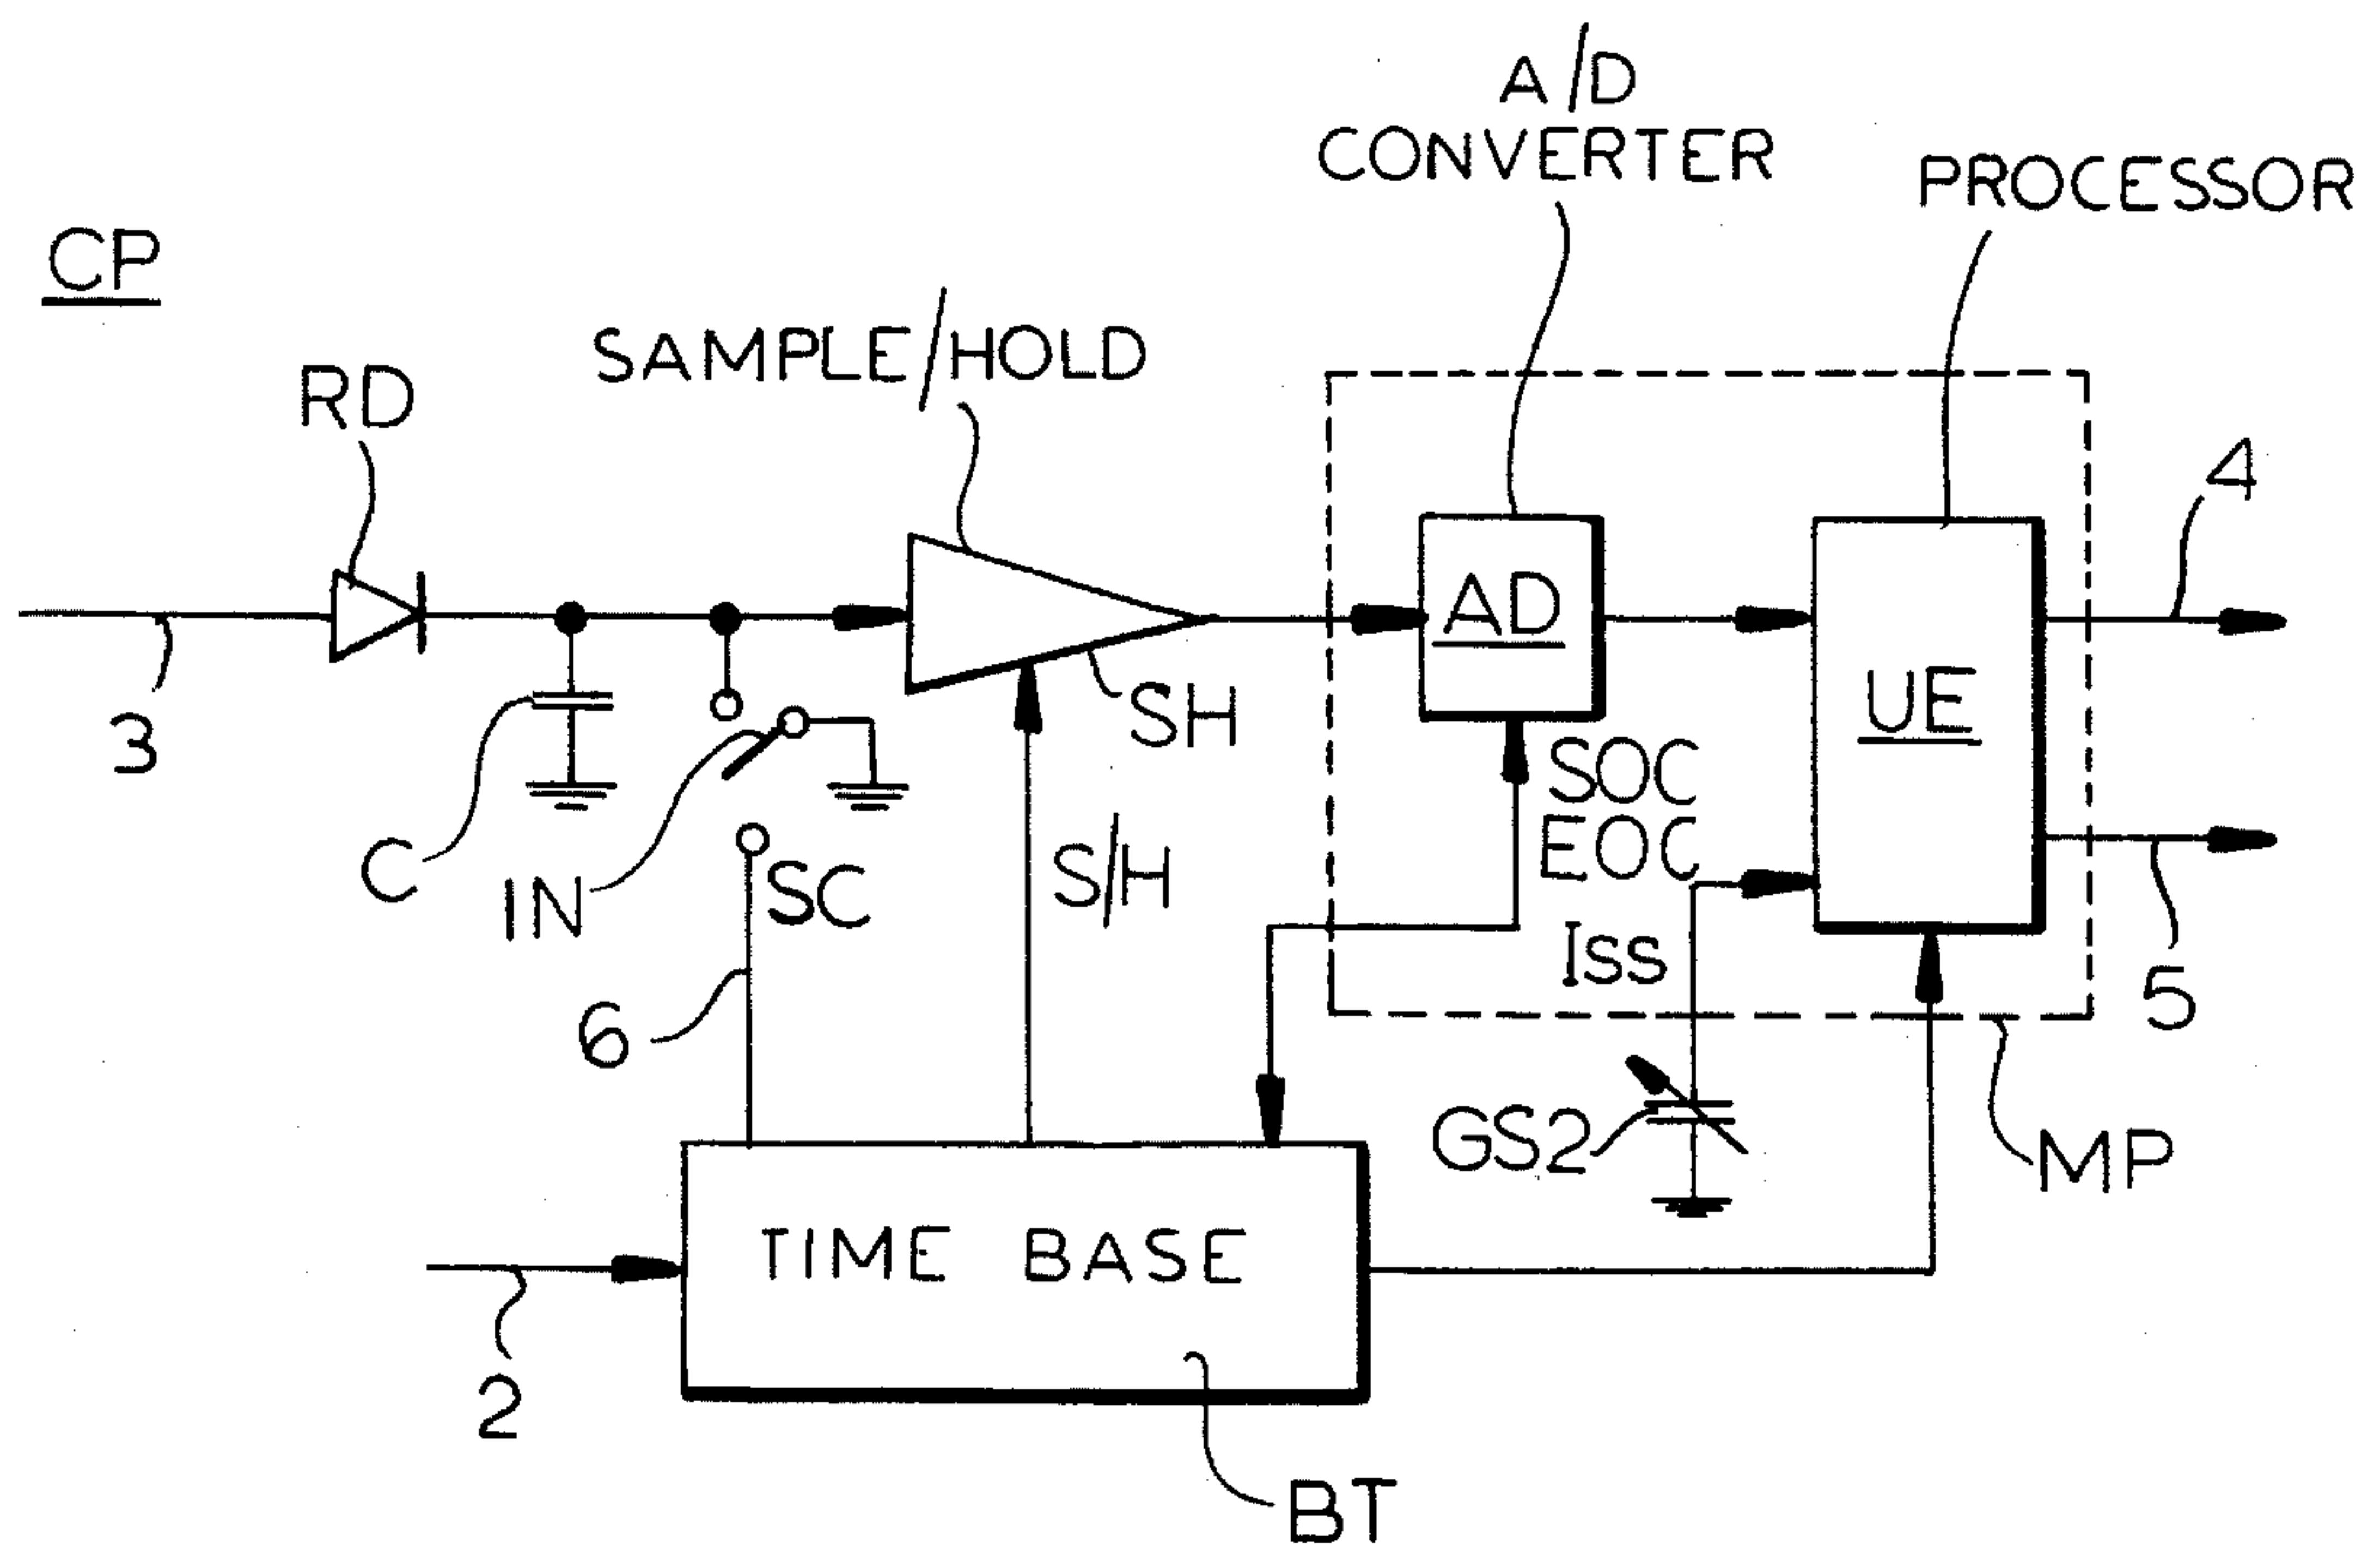 A/D
CONVERTER
PROCESSOR
CP
SAMPLE/HOLD
RD
4
AD
UE
SH
3
SOC
EOC
C
IN
SC
S/H
Iss
5
6
GS2
MP
TIME BASE
2
BT